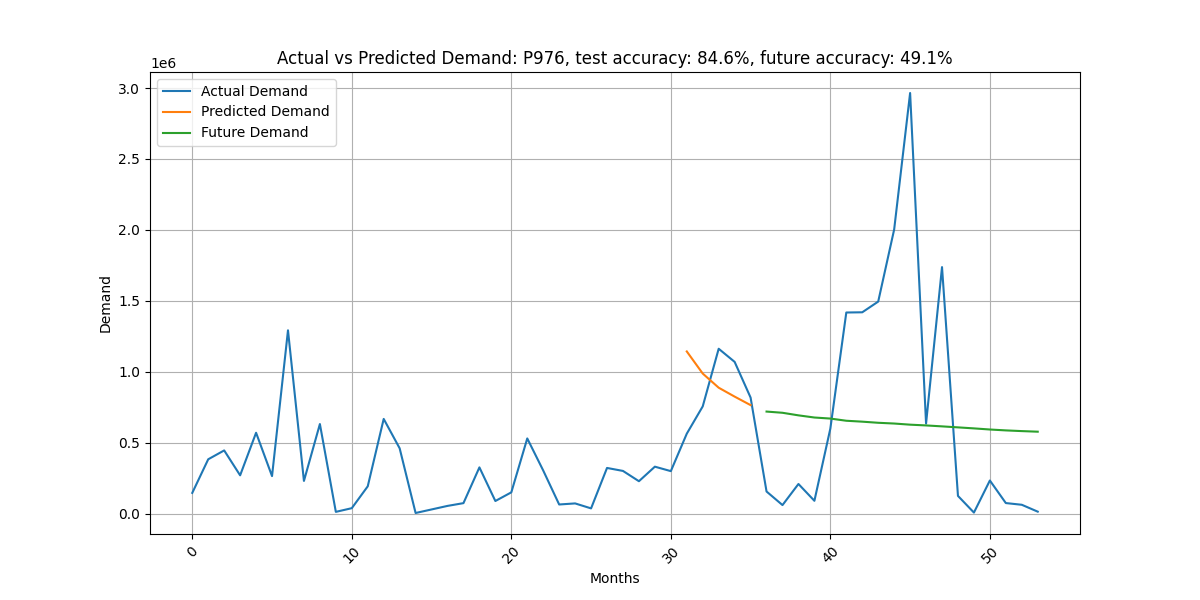 Actual vs Predicted Demand: P976, test accuracy: 84.6%, future accuracy: 49.1%
1e6
Actual Demand
Predicted Demand
Future Demand
3.0
2.5
2.0
1.5
1.0
0.5
0.0
Demand
0
10
20
30
40
50
Months